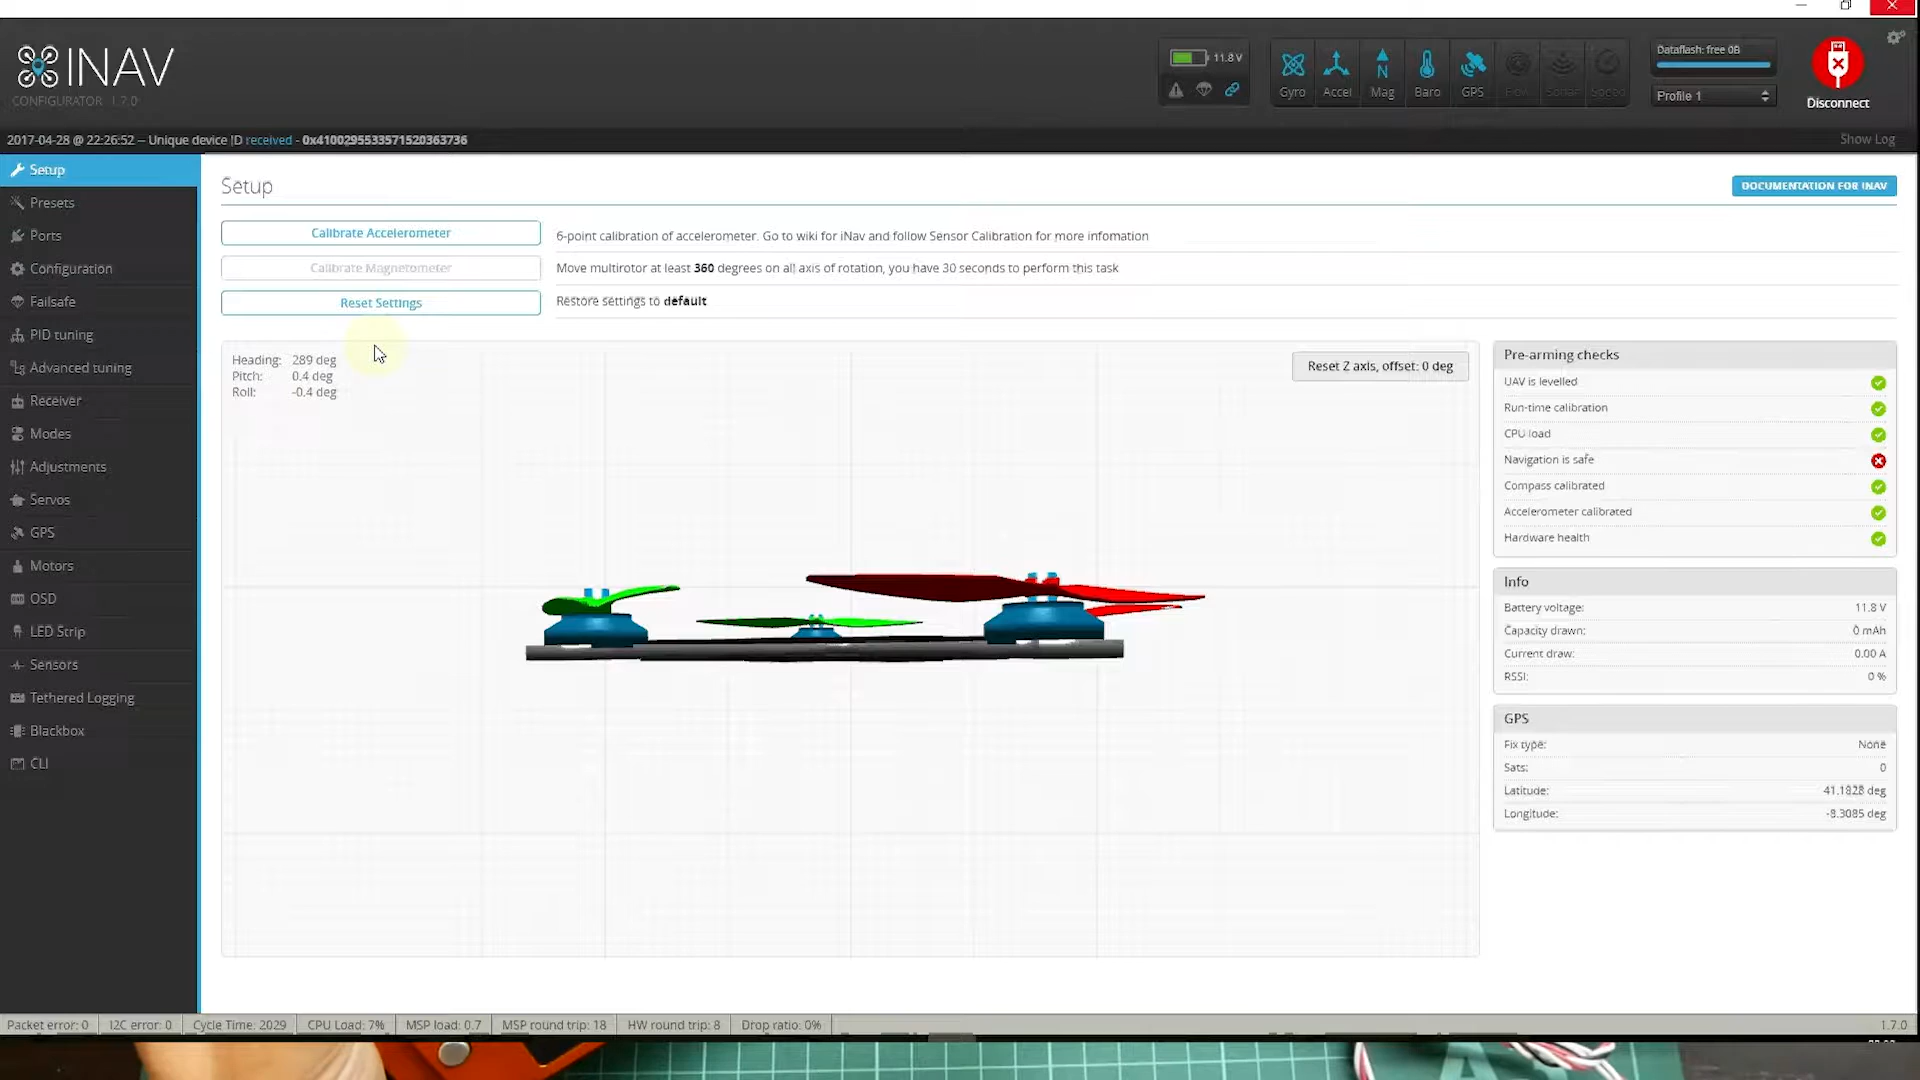 INAV
CONFIGURATOR 1.7.0
11.8 V
Gyro
Accel
Mag
Baro
GPS
Flow
Sonar
Speed
Dataflash: free 0B
Profile 1
Disconnect
2017-04-28 @ 22:26:52 -- Unique device ID received - 0x4100295533571520363736
Show Log
Setup
Presets
Ports
Configuration
Failsafe
PID tuning
Advanced tuning
Receiver
Modes
Adjustments
Servos
GPS
Motors
OSD
LED Strip
Sensors
Tethered Logging
Blackbox
CLI
Setup
DOCUMENTATION FOR INAV
Calibrate Accelerometer
6-point calibration of accelerometer. Go to wiki for iNav and follow Sensor Calibration for more infomation
Calibrate Magnetometer
Move multirotor at least 360 degrees on all axis of rotation, you have 30 seconds to perform this task
Reset Settings
Restore settings to default
Heading: 289 deg
Pitch: 0.4 deg
Roll: -0.4 deg
Reset Z axis, offset: 0 deg
Pre-arming checks
UAV is levelled
Run-time calibration
CPU load
Navigation is safe
Compass calibrated
Accelerometer calibrated
Hardware health
Info
Battery voltage: 11.8 V
Capacity drawn: 0 mAh
Current draw: 0.00 A
RSSI: 0 %
GPS
Fix type: None
Sats: 0
Latitude: 41.1828 deg
Longitude: -8.3085 deg
Packet error: 0
I2C error: 0
Cycle Time: 2029
CPU Load: 7%
MSP load: 0.7
MSP round trip: 18
HW round trip: 8
Drop ratio: 0%
1.7.0